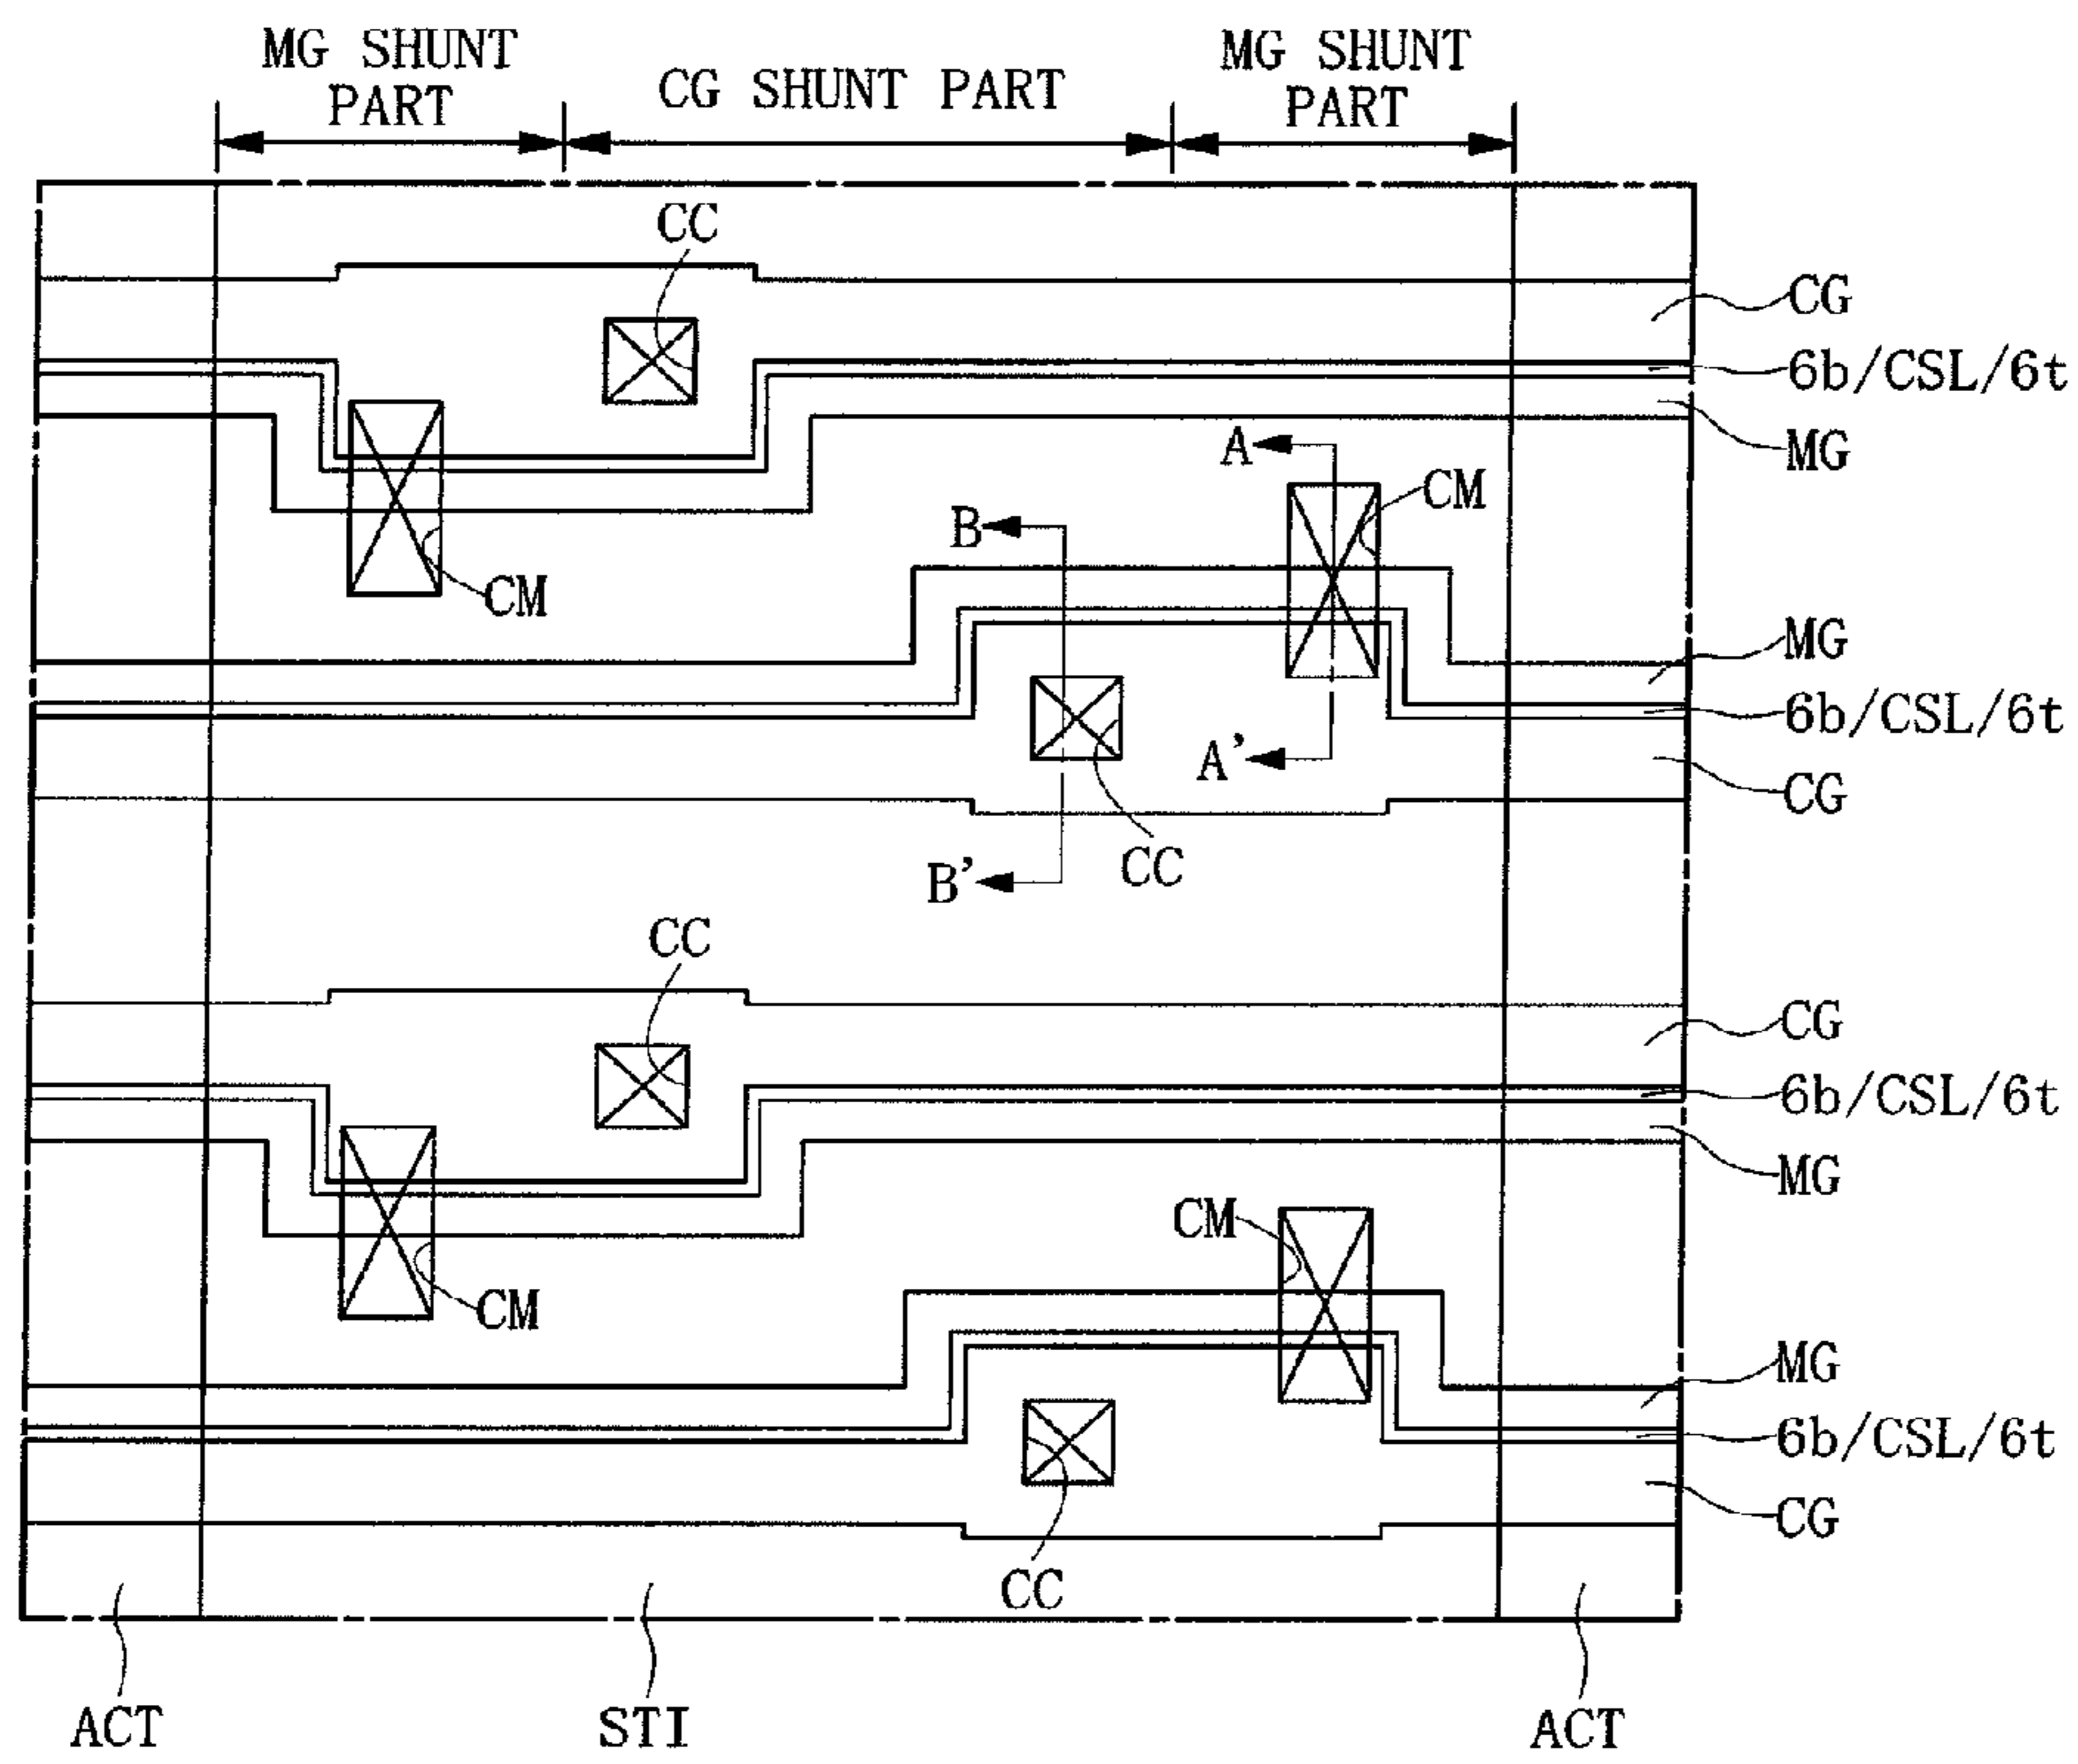 MG SHUNT PART
CG SHUNT PART
MG SHUNT PART
CC
CG
6b/CSL/6t
MG
A
CM
B
CM
MG
6b/CSL/6t
A'
CG
CC
B'
CC
CG
6b/CSL/6t
MG
CM
CM
MG
6b/CSL/6t
CG
CC
ACT
STI
ACT